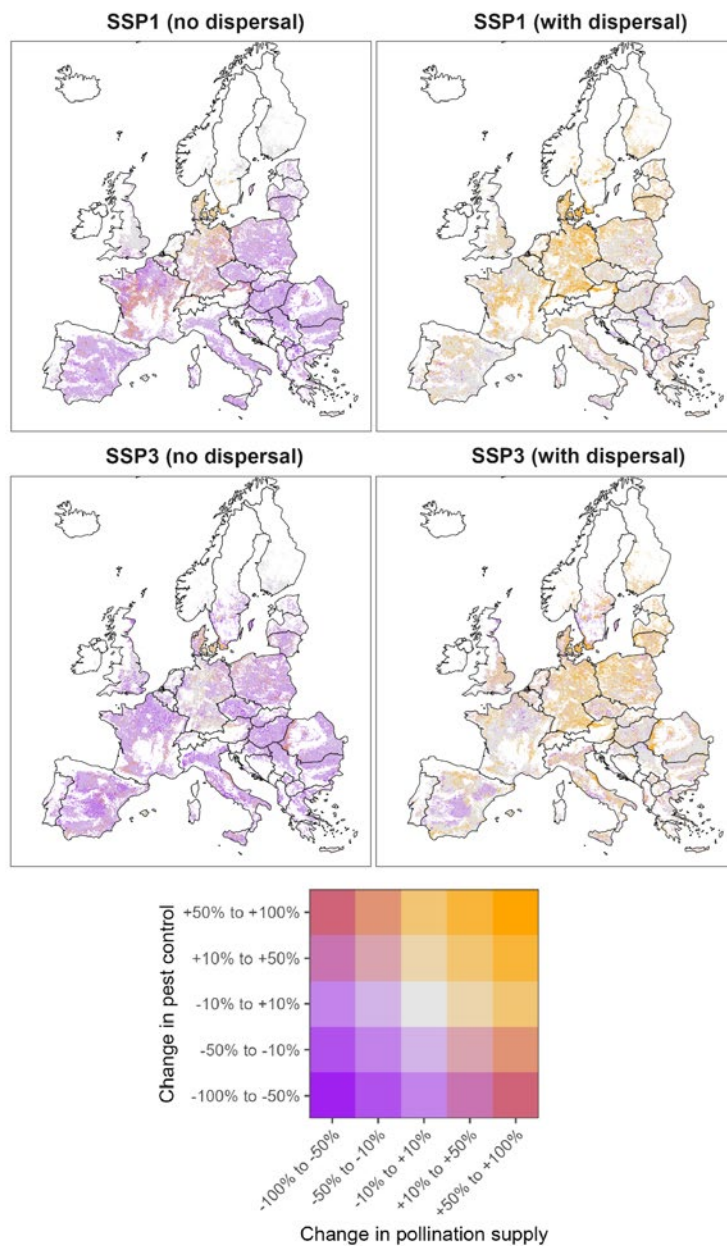 SSP1 (no dispersal)
SSP1 (with dispersal)
SSP3 (no dispersal)
SSP3 (with dispersal)
Change in pest control
+50% to +100%
+10% to +50%
-10% to +10%
-50% to -10%
-100% to -50%
-100% to -50%
-50% to -10%
-10% to +10%
+10% to +50%
+50% to +100%
Change in pollination supply